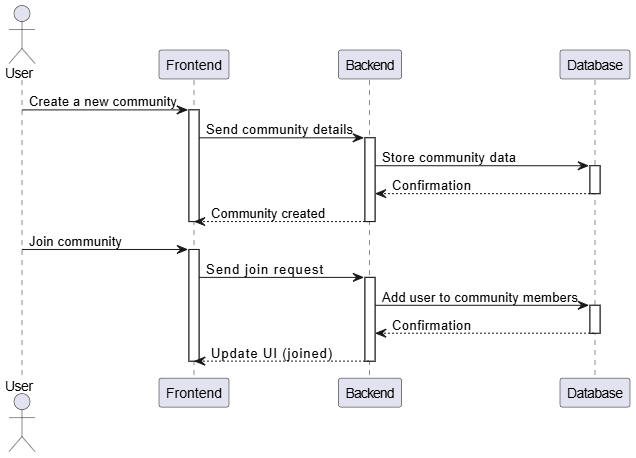 User
Frontend
Backend
Database
Create a new community
Send community details
Store community data
Confirmation
Community created
Join community
Send join request
Add user to community members
Confirmation
Update UI (joined)
User
Frontend
Backend
Database